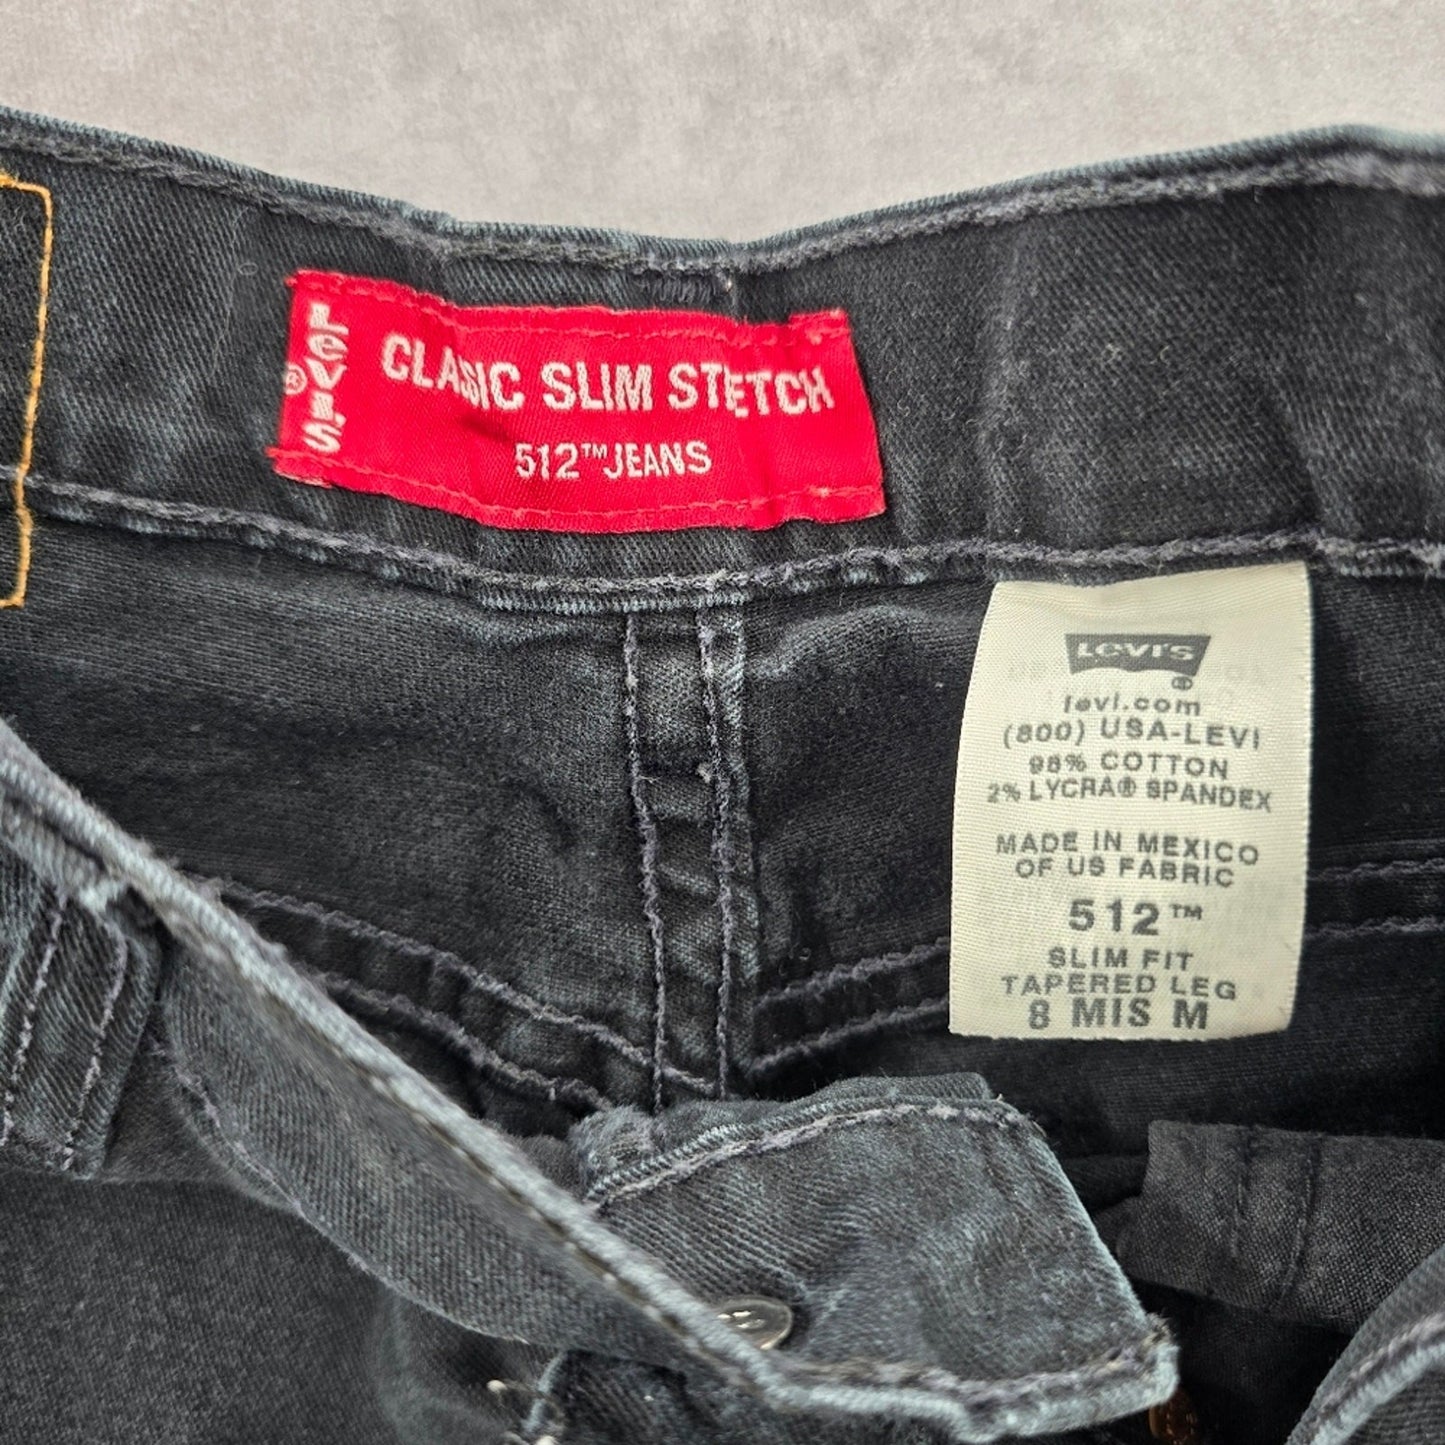 Levi's®
CLASSIC SLIM STRETCH
512™ JEANS
LEVI'S
®
levi.com
(800) USA-LEVI
98% COTTON
2% LYCRA® SPANDEX
MADE IN MEXICO
OF US FABRIC
512™
SLIM FIT
TAPERED LEG
8 MIS M